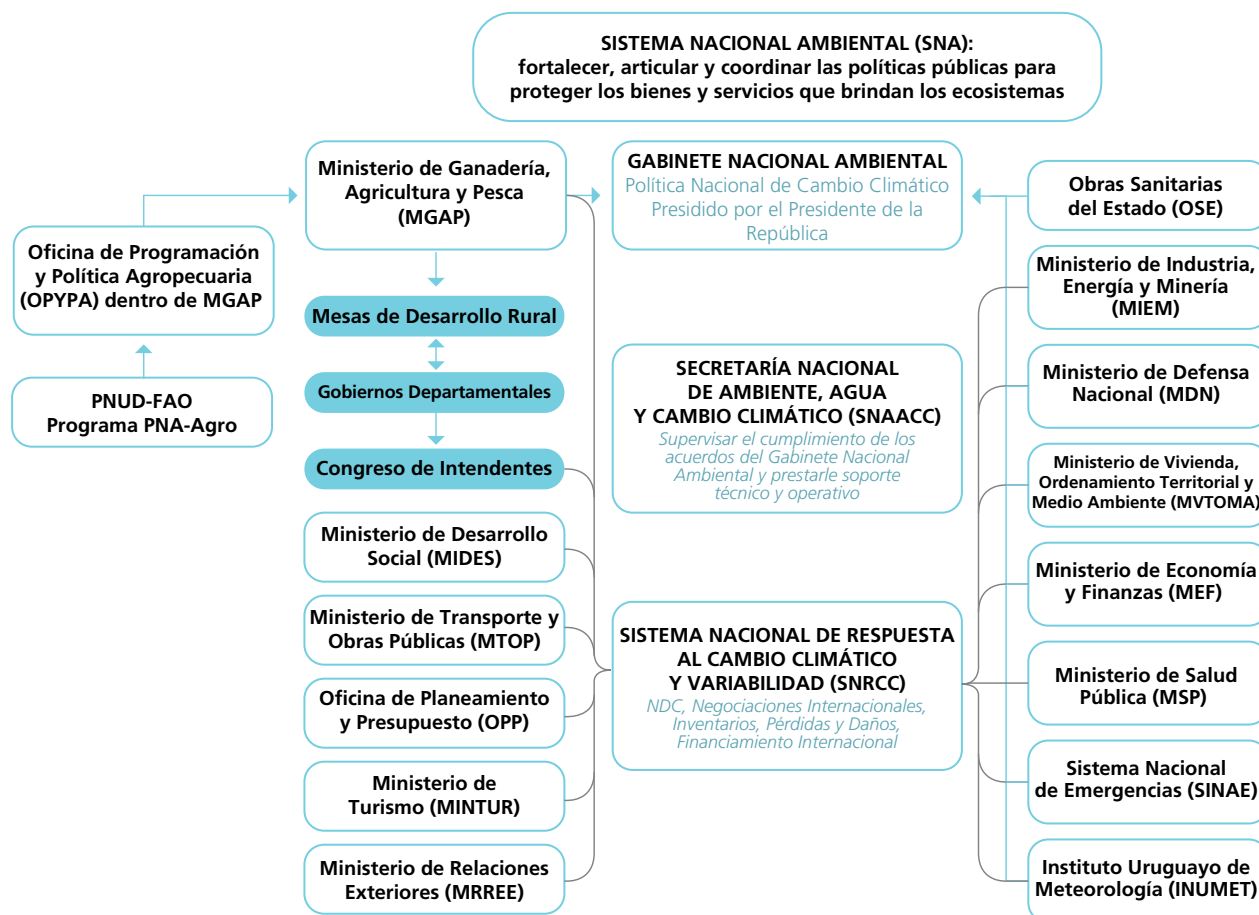 SISTEMA NACIONAL AMBIENTAL (SNA):
fortalecer, articular y coordinar las políticas públicas para
proteger los bienes y servicios que brindan los ecosistemas
Oficina de Programación
y Política Agropecuaria
(OPYPA) dentro de MGAP
PNUD-FAO
Programa PNA-Agro
Ministerio de Ganadería,
Agricultura y Pesca
(MGAP)
Mesas de Desarrollo Rural
Gobiernos Departamentales
Congreso de Intendentes
Ministerio de Desarrollo
Social (MIDES)
Ministerio de Transporte y
Obras Públicas (MTOP)
Oficina de Planeamiento
y Presupuesto (OPP)
Ministerio de
Turismo (MINTUR)
Ministerio de Relaciones
Exteriores (MRREE)
GABINETE NACIONAL AMBIENTAL
Política Nacional de Cambio Climático
Presidido por el Presidente de la
República
SECRETARÍA NACIONAL
DE AMBIENTE, AGUA
Y CAMBIO CLIMÁTICO (SNAACC)
Supervisar el cumplimiento de los
acuerdos del Gabinete Nacional
Ambiental y prestarle soporte
técnico y operativo
SISTEMA NACIONAL DE RESPUESTA
AL CAMBIO CLIMÁTICO
Y VARIABILIDAD (SNRCC)
NDC, Negociaciones Internacionales,
Inventarios, Pérdidas y Daños,
Financiamiento Internacional
Obras Sanitarias
del Estado (OSE)
Ministerio de Industria,
Energía y Minería
(MIEM)
Ministerio de Defensa
Nacional (MDN)
Ministerio de Vivienda,
Ordenamiento Territorial y
Medio Ambiente (MVTOMA)
Ministerio de Economía
y Finanzas (MEF)
Ministerio de Salud
Pública (MSP)
Sistema Nacional
de Emergencias (SINAE)
Instituto Uruguayo de
Meteorología (INUMET)